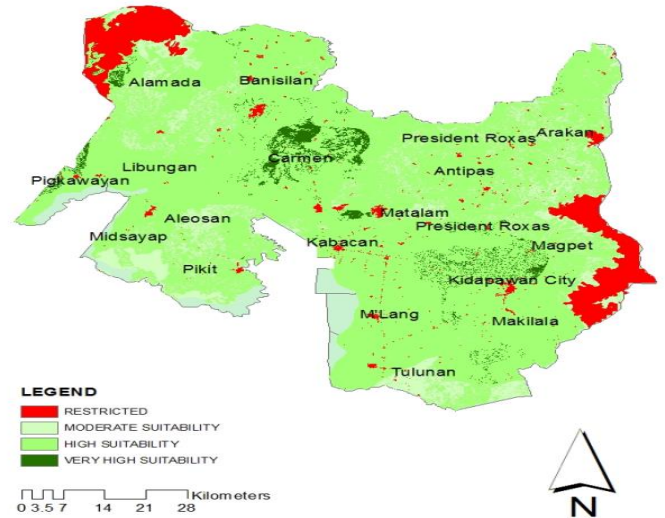 Alamada
Banisilan
President Roxas
Arakan
Carmen
Libungan
Antipas
Pigkawayan
Aleosan
Matalam
President Roxas
Midsayap
Kabacan
Magpet
Pikit
Kidapawan City
M'Lang
Makilala
Tulunan
LEGEND
RESTRICTED
MODERATE SUITABILITY
HIGH SUITABILITY
VERY HIGH SUITABILITY
Kilometers
0 3.5 7 14 21 28
N